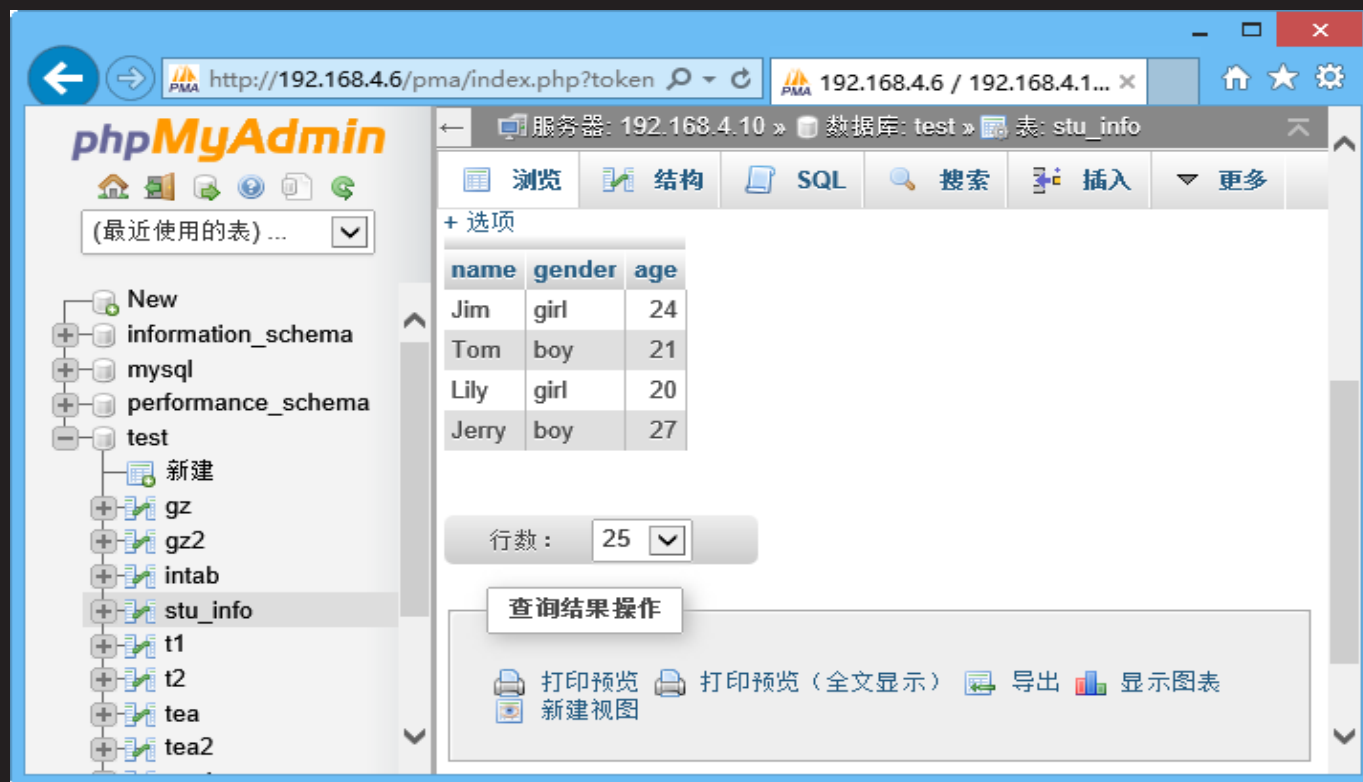 http://192.168.4.6/pma/index.php?token
PMA 192.168.4.6 / 192.168.4.1...
phpMyAdmin
(最近使用的表) ...
New
information_schema
mysql
performance_schema
test
新建
gz
gz2
intab
stu_info
t1
t2
tea
tea2
服务器: 192.168.4.10 » 数据库: test » 表: stu_info
浏览 结构 SQL 搜索 插入 更多
+ 选项
name gender age
Jim girl 24
Tom boy 21
Lily girl 20
Jerry boy 27
行数： 25
查询结果操作
打印预览 打印预览（全文显示） 导出 显示图表
新建视图